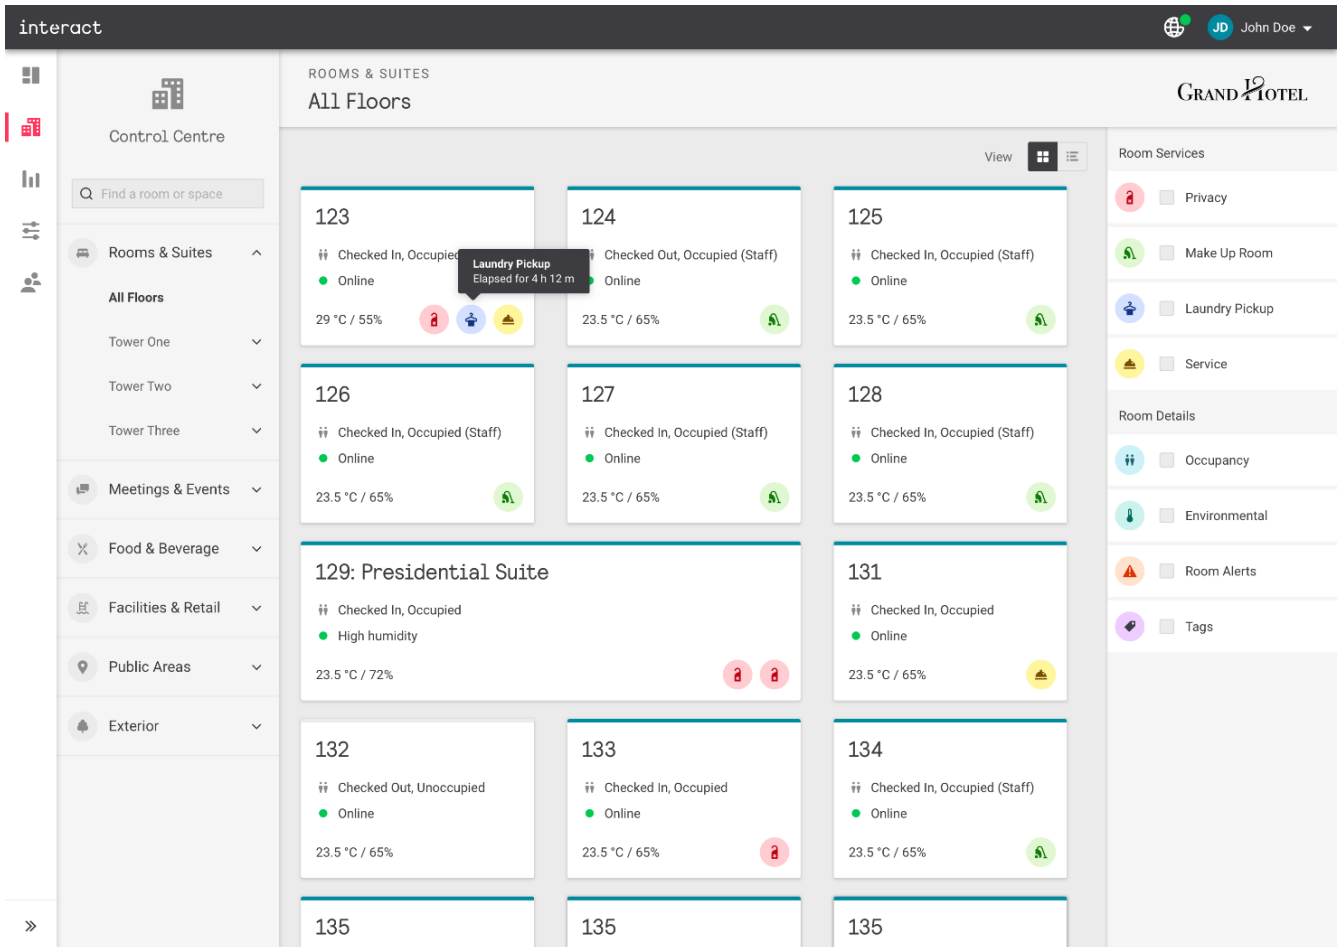 interact
JD
John Doe
Control Centre
Find a room or space
Rooms & Suites
All Floors
Tower One
Tower Two
Tower Three
Meetings & Events
Food & Beverage
Facilities & Retail
Public Areas
Exterior
ROOMS & SUITES
All Floors
GRAND HOTEL
View
123
Checked In, Occupied
Online
29 °C / 55%
Laundry Pickup
Elapsed for 4 h 12 m
124
Checked Out, Occupied (Staff)
Online
23.5 °C / 65%
125
Checked In, Occupied (Staff)
Online
23.5 °C / 65%
126
Checked In, Occupied (Staff)
Online
23.5 °C / 65%
127
Checked In, Occupied (Staff)
Online
23.5 °C / 65%
128
Checked In, Occupied (Staff)
Online
23.5 °C / 65%
129: Presidential Suite
Checked In, Occupied
High humidity
23.5 °C / 72%
131
Checked In, Occupied
Online
23.5 °C / 65%
132
Checked Out, Unoccupied
Online
23.5 °C / 65%
133
Checked In, Occupied
Online
23.5 °C / 65%
134
Checked In, Occupied (Staff)
Online
23.5 °C / 65%
135
135
135
Room Services
Privacy
Make Up Room
Laundry Pickup
Service
Room Details
Occupancy
Environmental
Room Alerts
Tags